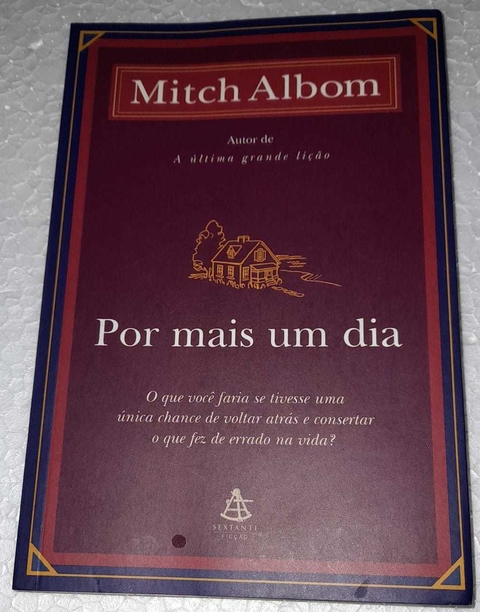 Mitch Albom
Autor de
A última grande lição
Por mais um dia
O que você faria se tivesse uma
única chance de voltar atrás e consertar
o que fez de errado na vida?
SEXTANTE
FICÇÃO